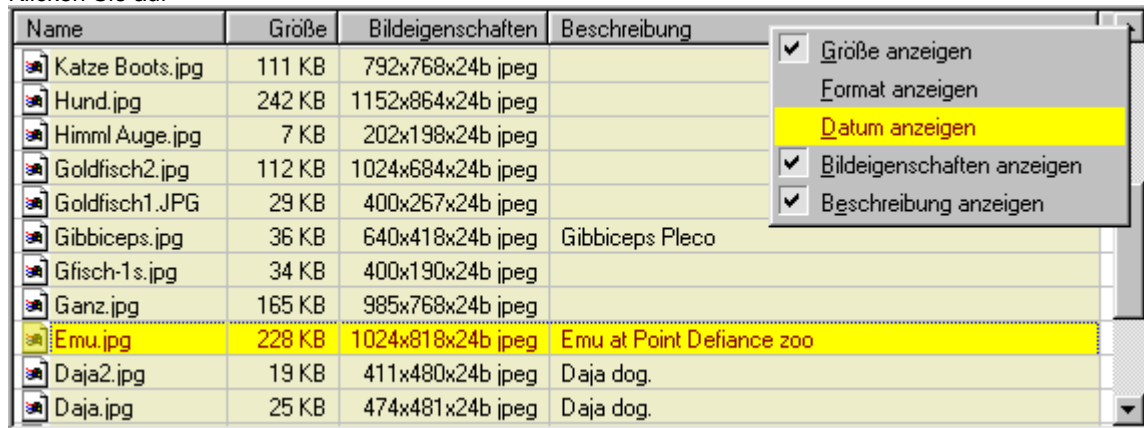 Name Größe Bildeigenschaften Beschreibung
Größe anzeigen
Format anzeigen
Datum anzeigen
Bildeigenschaften anzeigen
Beschreibung anzeigen
Katze Boots.jpg 111 KB 792x768x24b jpeg
Hund.jpg 242 KB 1152x864x24b jpeg
Himml Auge.jpg 7 KB 202x198x24b jpeg
Goldfisch2.jpg 112 KB 1024x684x24b jpeg
Goldfisch1.JPG 29 KB 400x267x24b jpeg
Gibbiceps.jpg 36 KB 640x418x24b jpeg Gibbiceps Pleco
Gfisch-1s.jpg 34 KB 400x190x24b jpeg
Ganz.jpg 165 KB 985x768x24b jpeg
Emu.jpg 228 KB 1024x818x24b jpeg Emu at Point Defiance zoo
Daja2.jpg 19 KB 411x480x24b jpeg Daja dog.
Daja.jpg 25 KB 474x481x24b jpeg Daja dog.